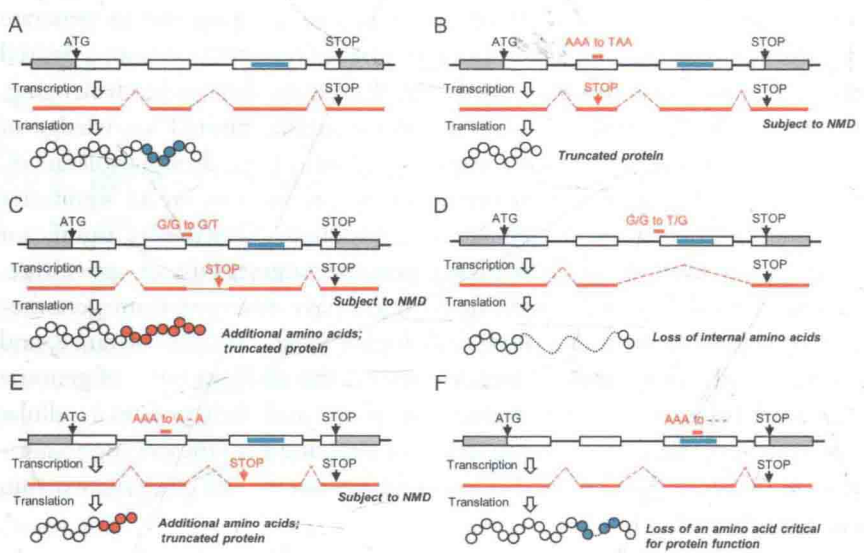 A
ATG
STOP
Transcription
STOP
Translation
B
ATG
AAA to TAA
STOP
Transcription
STOP
STOP
Subject to NMD
Translation
Truncated protein
C
ATG
G/G to G/T
STOP
Transcription
STOP
STOP
Subject to NMD
Translation
Additional amino acids;
truncated protein
D
ATG
G/G to T/G
STOP
Transcription
STOP
Translation
Loss of internal amino acids
ATG
AAA to A - A
STOP
Transcription
STOP
STOP
Subject to NMD
Translation
Additional amino acids;
truncated protein
F
ATG
AAA to - - -
STOP
Transcription
STOP
Translation
Loss of an amino acid critical
for protein function